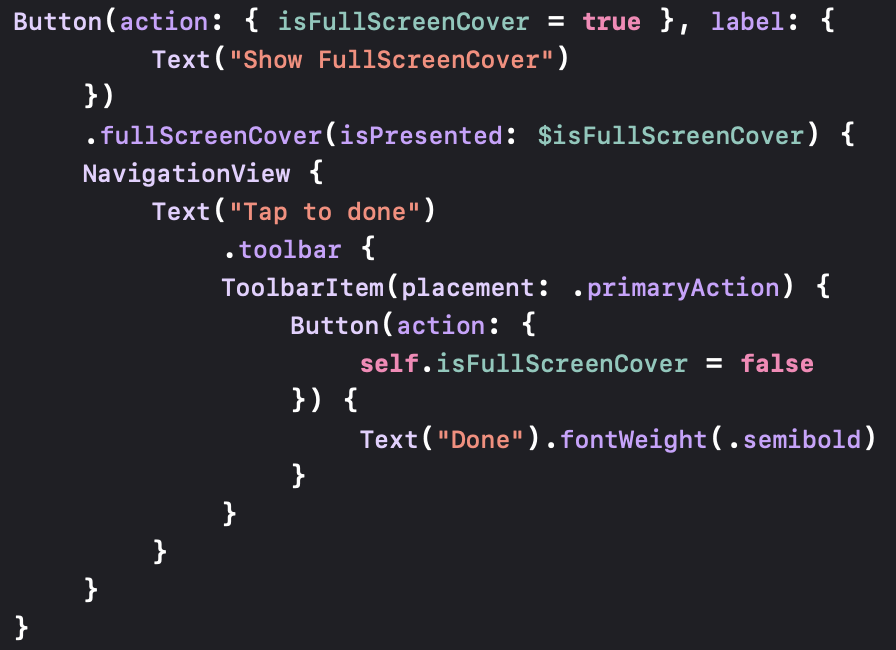 Button(action: { isFullScreenCover = true }, label: {
Text("Show FullScreenCover")
})
.fullScreenCover(isPresented: $isFullScreenCover) {
NavigationView {
Text("Tap to done")
.toolbar {
ToolbarItem(placement: .primaryAction) {
Button(action: {
self.isFullScreenCover = false
}) {
Text("Done").fontWeight(.semibold)
}
}
}
}
}